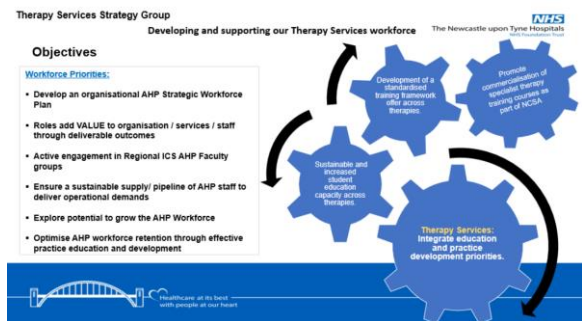 Therapy Services Strategy Group
Developing and supporting our Therapy Services workforce
NHS
The Newcastle upon Tyne Hospitals
NHS Foundation Trust
Objectives
Workforce Priorities:
• Develop an organisational AHP Strategic Workforce
Plan
• Roles add VALUE to organisation / services / staff
through deliverable outcomes
• Active engagement in Regional ICS AHP Faculty
groups
• Ensure a sustainable supply/ pipeline of AHP staff to
deliver operational demands
• Explore potential to grow the AHP Workforce
• Optimise AHP workforce retention through effective
practice education and development
Development of a
standardised
training framework
offer across
therapies.
Promote
commercialisation of
specialist therapy
training courses as
part of NCSA
Sustainable and
increased
student
education
capacity across
therapies.
Therapy Services:
Integrate education
and practice
development priorities.
Healthcare at its best
with people at our heart